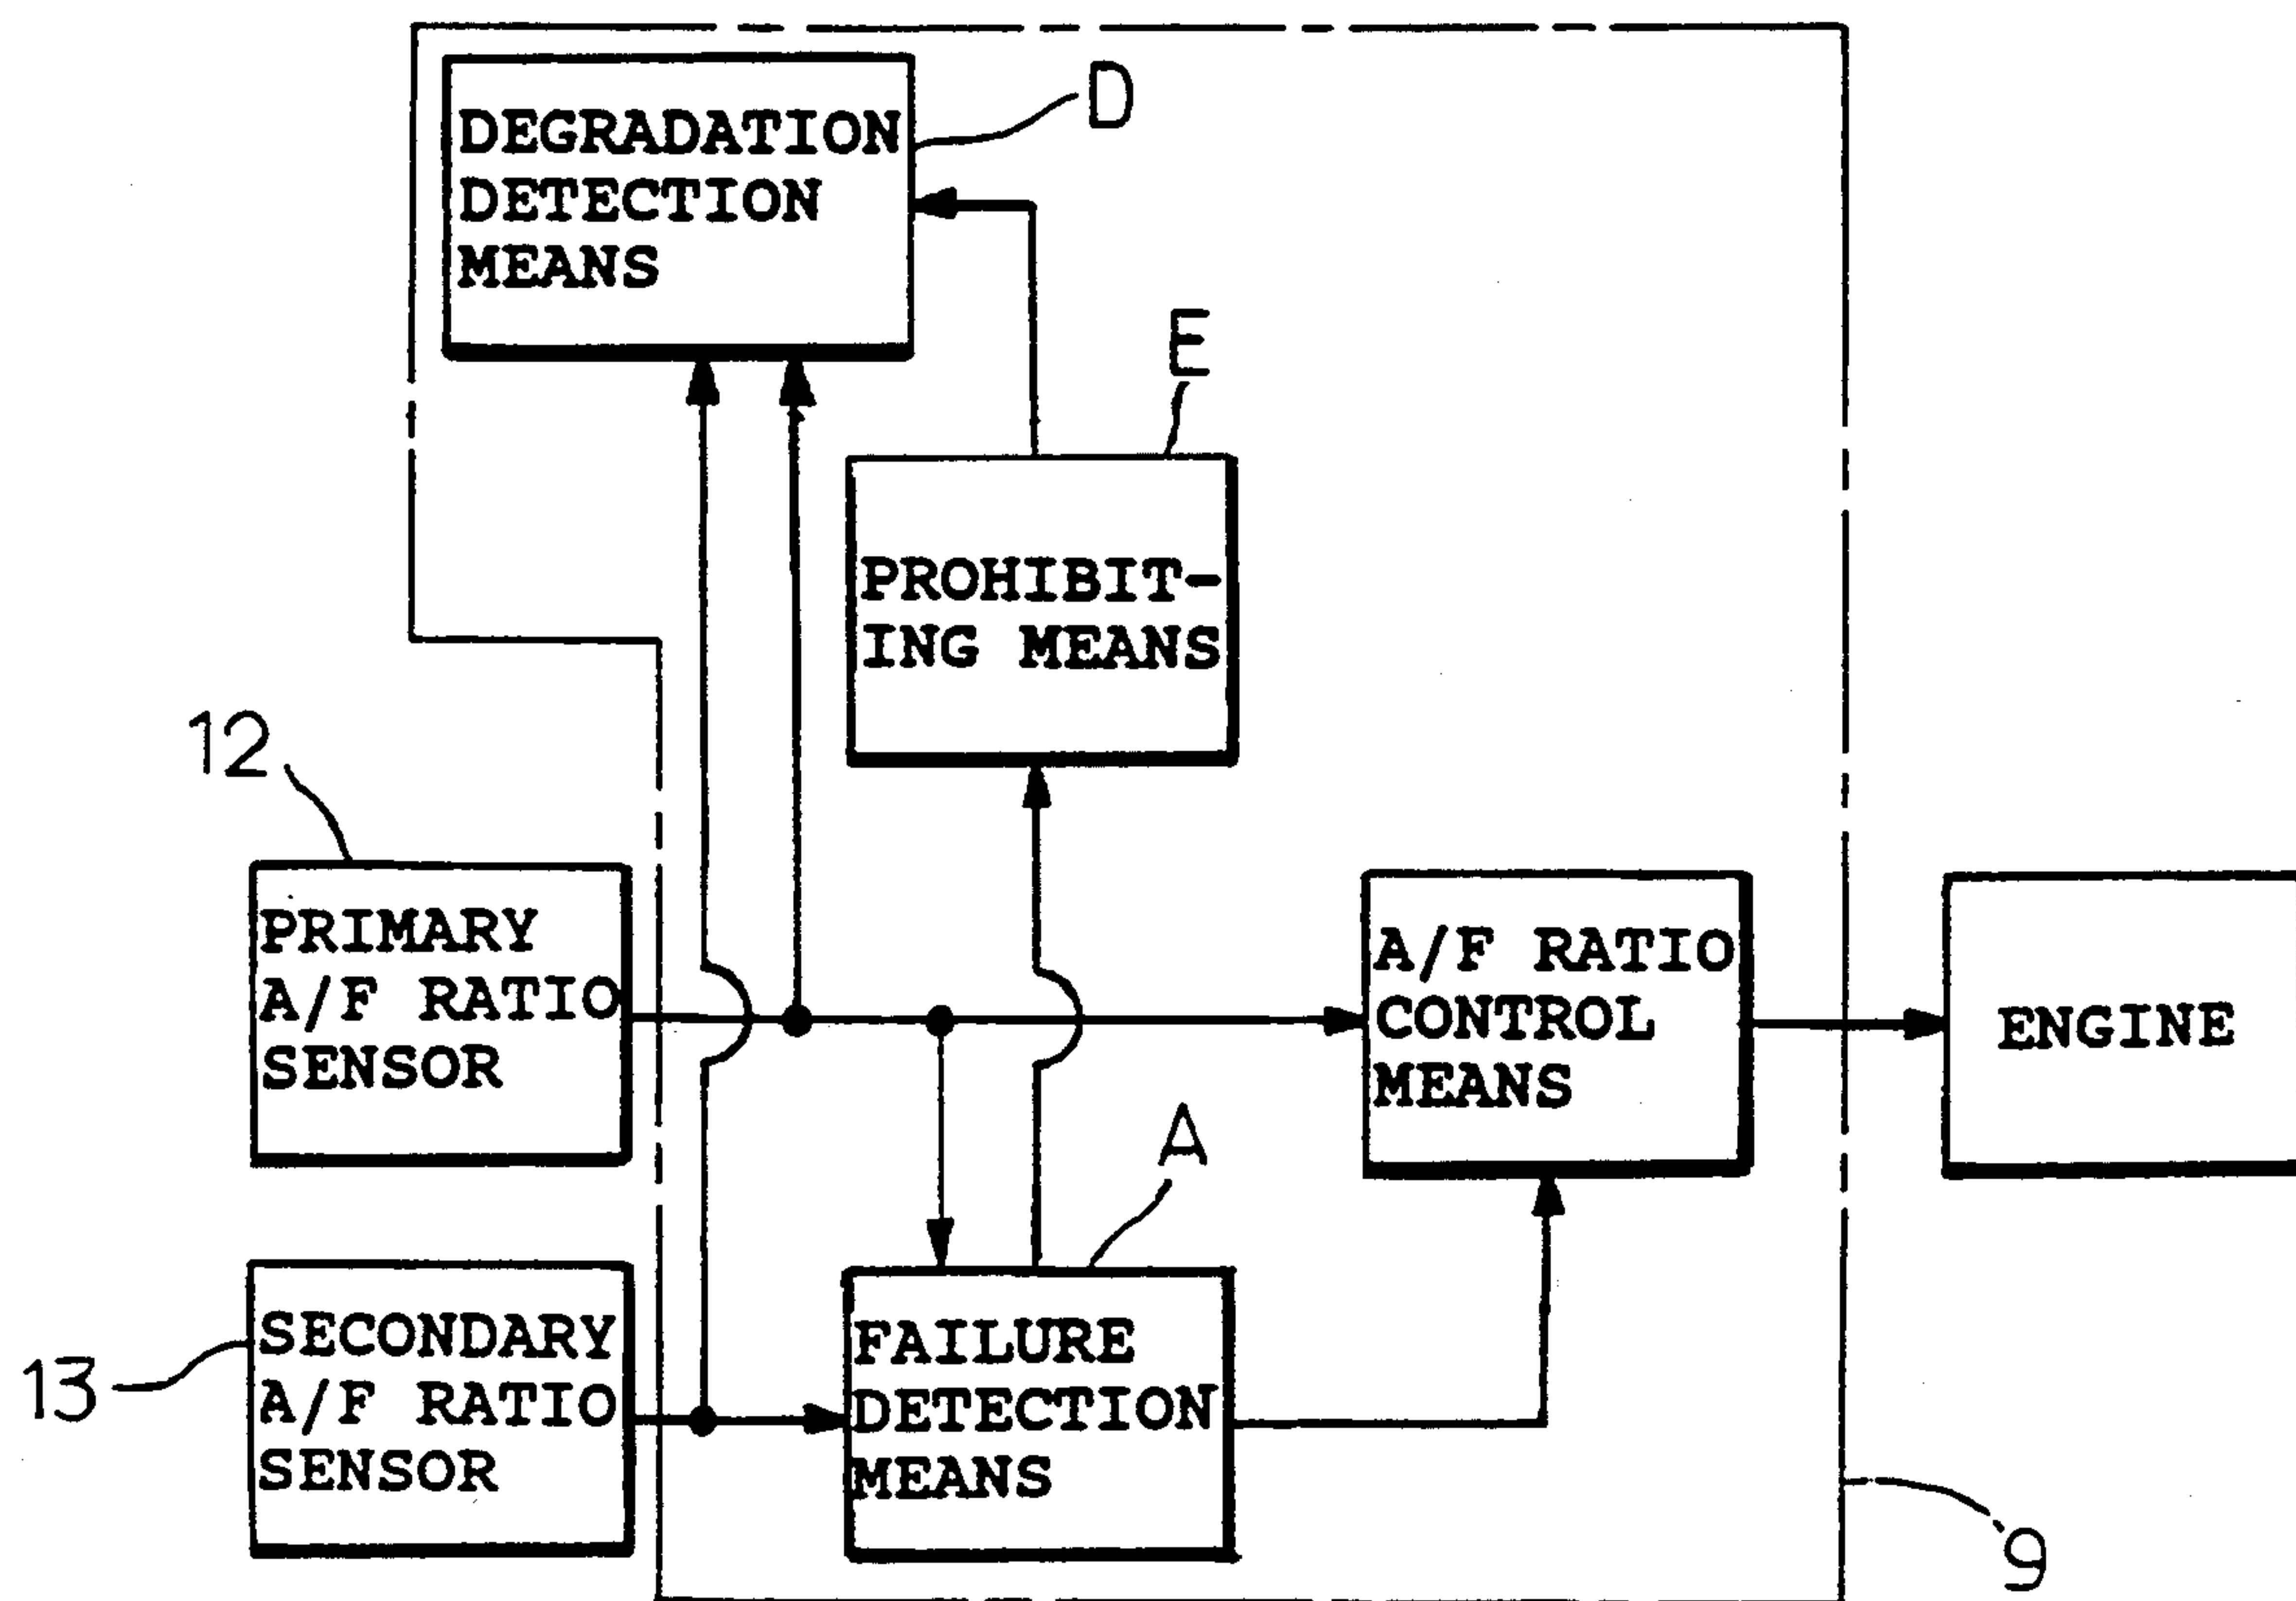 DEGRADATION
DETECTION
MEANS
D
E
PROHIBIT-
ING MEANS
12
PRIMARY
A/F RATIO
SENSOR
A/F RATIO
CONTROL
MEANS
ENGINE
A
13
SECONDARY
A/F RATIO
SENSOR
FAILURE
DETECTION
MEANS
9